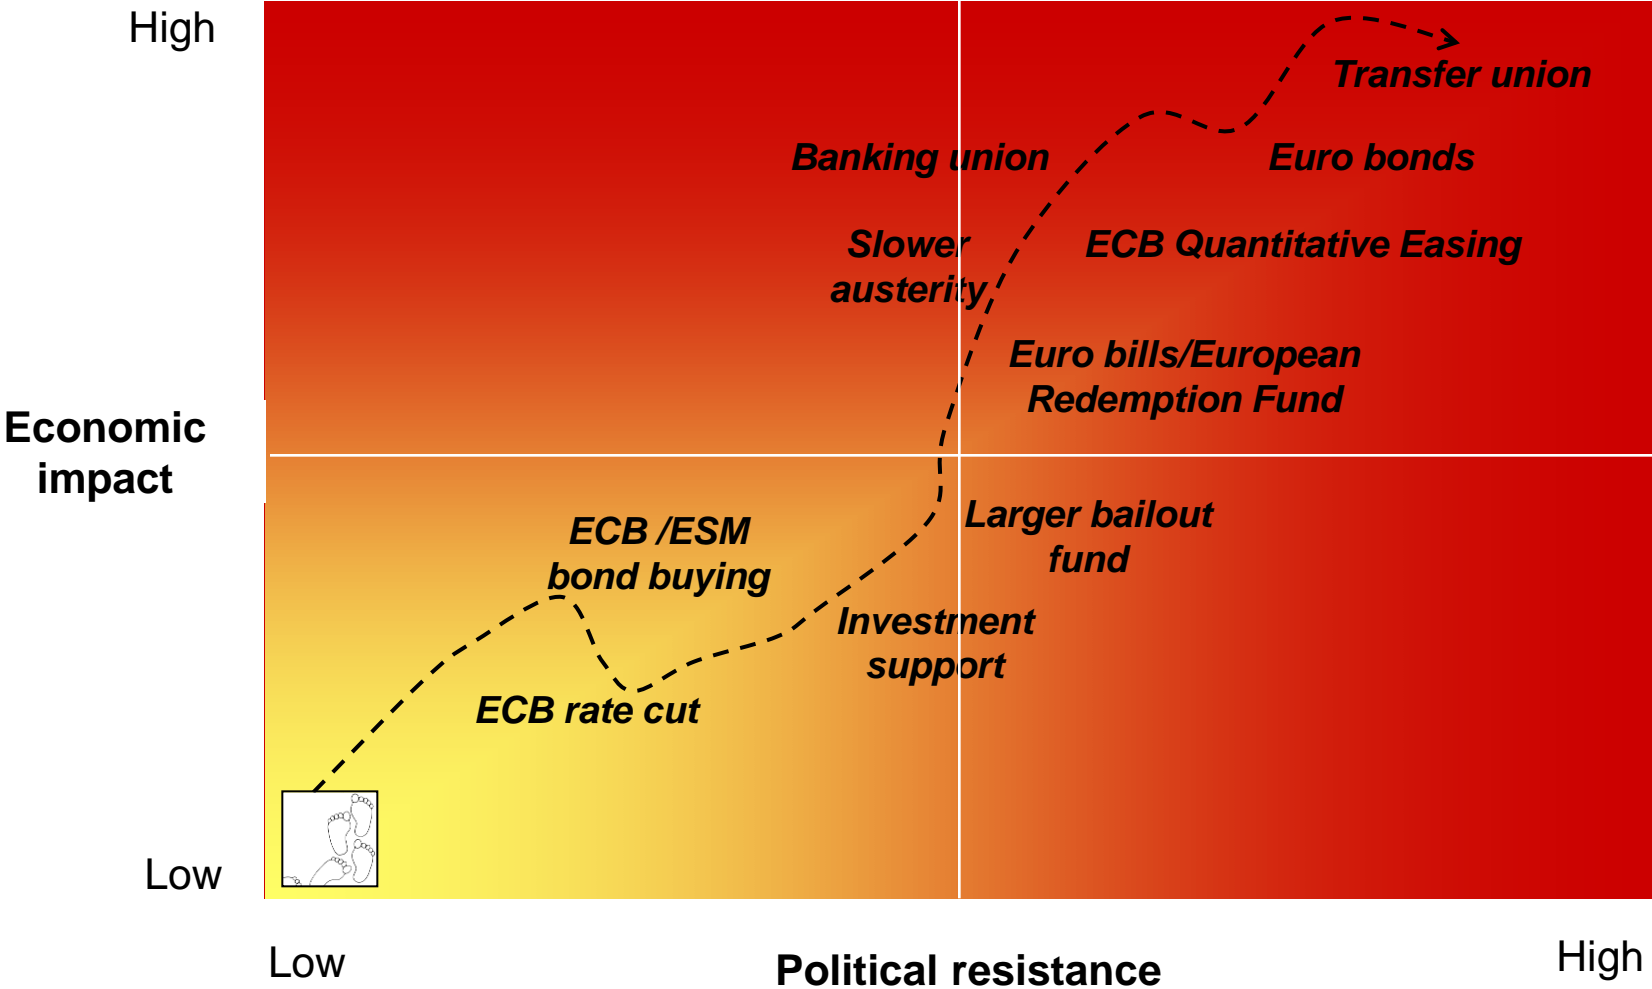 High
Transfer union
Banking union
Euro bonds
Slower
austerity
ECB Quantitative Easing
Euro bills/European
Redemption Fund
Economic
impact
ECB /ESM
bond buying
Larger bailout
fund
Investment
support
ECB rate cut
Low
Low
Political resistance
High